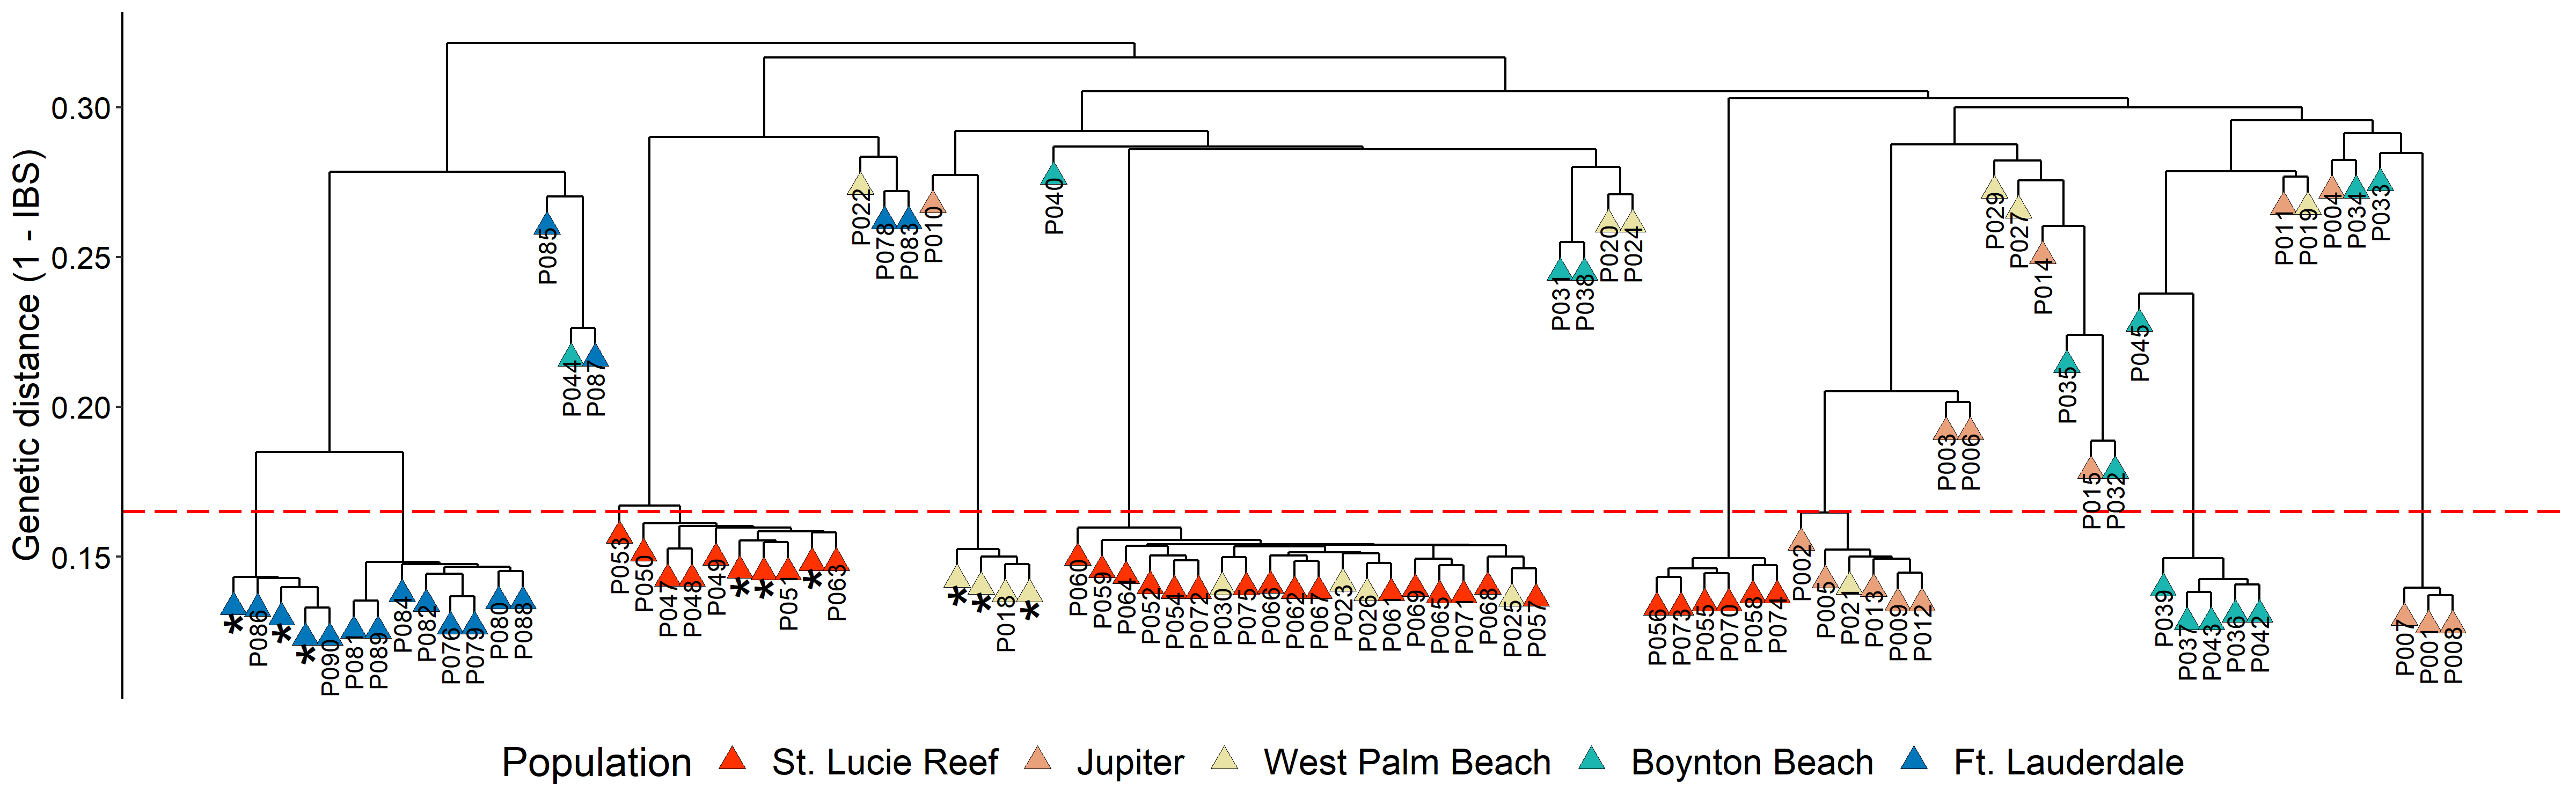 Genetic distance (1 - IBS)
0.30
0.25
0.20
0.15
P085
P044
P087
P022
P078
P083
P010
P040
P031
P038
P020
P024
P003
P006
P029
P027
P014
P035
P015
P032
P045
P011
P019
P004
P034
P033
*
P086
*
*
P090
P081
P089
P084
P082
P076
P079
P080
P088
P053
P050
P047
P048
P049
*
*
P051
*
P063
*
*
P018
*
P060
P059
P064
P052
P054
P072
P030
P075
P066
P062
P067
P023
P026
P061
P069
P065
P071
P068
P025
P057
P056
P073
P055
P070
P058
P074
P002
P005
P021
P013
P009
P012
P039
P037
P043
P036
P042
P007
P001
P008
Population St. Lucie Reef Jupiter West Palm Beach Boynton Beach Ft. Lauderdale